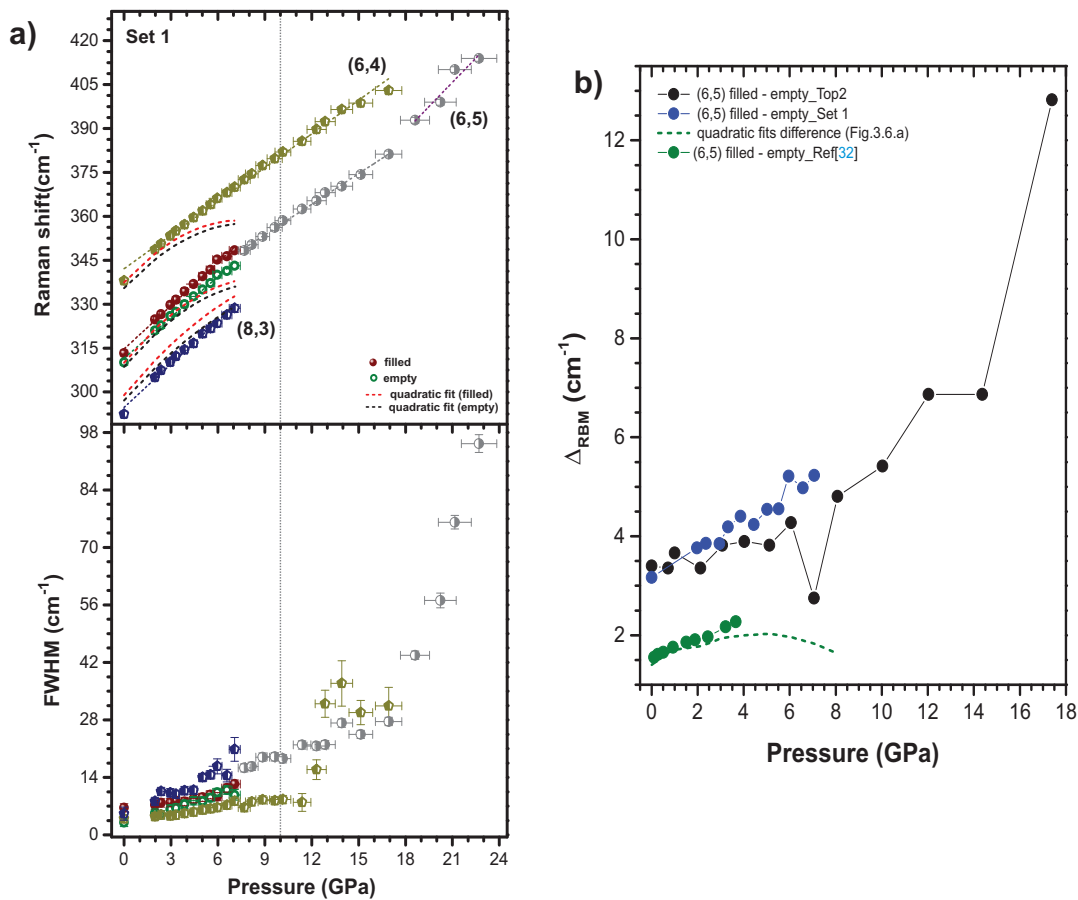 a)
Set 1
(6,4)
(6,5)
(8,3)
filled
empty
quadratic fit (filled)
quadratic fit (empty)
Raman shift(cm-1)
420
405
390
375
360
345
330
315
300
FWHM (cm-1)
98
84
70
56
42
28
14
0
0 3 6 9 12 15 18 21 24
Pressure (GPa)
b)
(6,5) filled - empty_Top2
(6,5) filled - empty_Set 1
quadratic fits difference (Fig.3.6.a)
(6,5) filled - empty_Ref[32]
ΔRBM (cm-1)
12
10
8
6
4
2
0 2 4 6 8 10 12 14 16 18
Pressure (GPa)